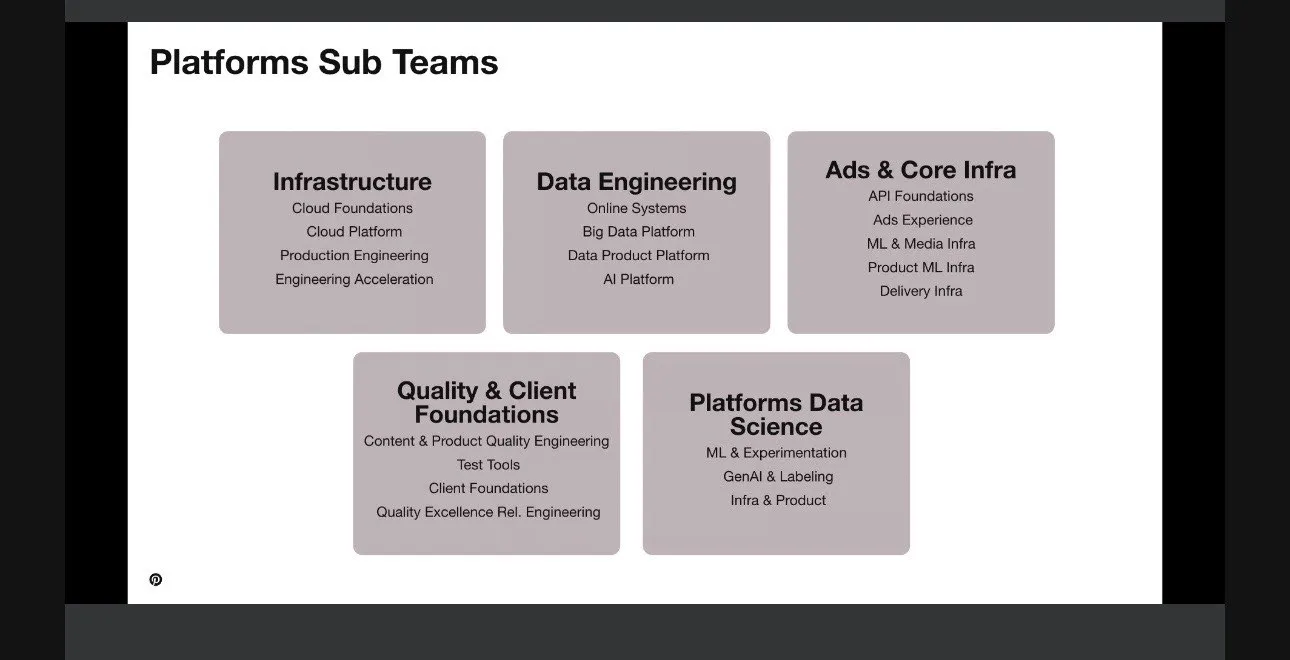 Platforms Sub Teams
Infrastructure
Cloud Foundations
Cloud Platform
Production Engineering
Engineering Acceleration
Data Engineering
Online Systems
Big Data Platform
Data Product Platform
AI Platform
Ads & Core Infra
API Foundations
Ads Experience
ML & Media Infra
Product ML Infra
Delivery Infra
Quality & Client
Foundations
Content & Product Quality Engineering
Test Tools
Client Foundations
Quality Excellence Rel. Engineering
Platforms Data
Science
ML & Experimentation
GenAI & Labeling
Infra & Product